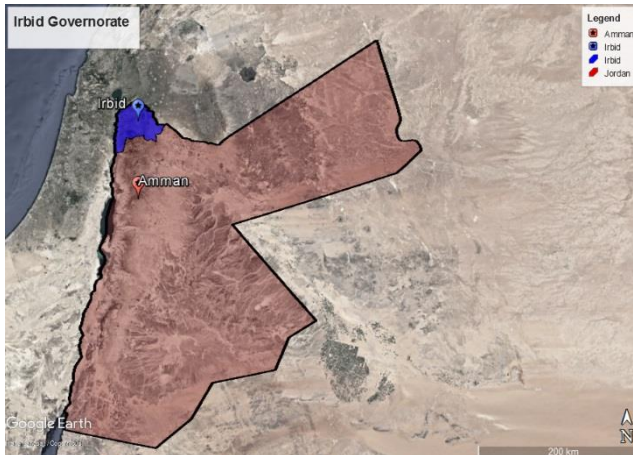 Irbid Governorate
Legend
Amman
Irbid
Irbid
Jordan
Irbid
Amman
Google Earth
N
200 km